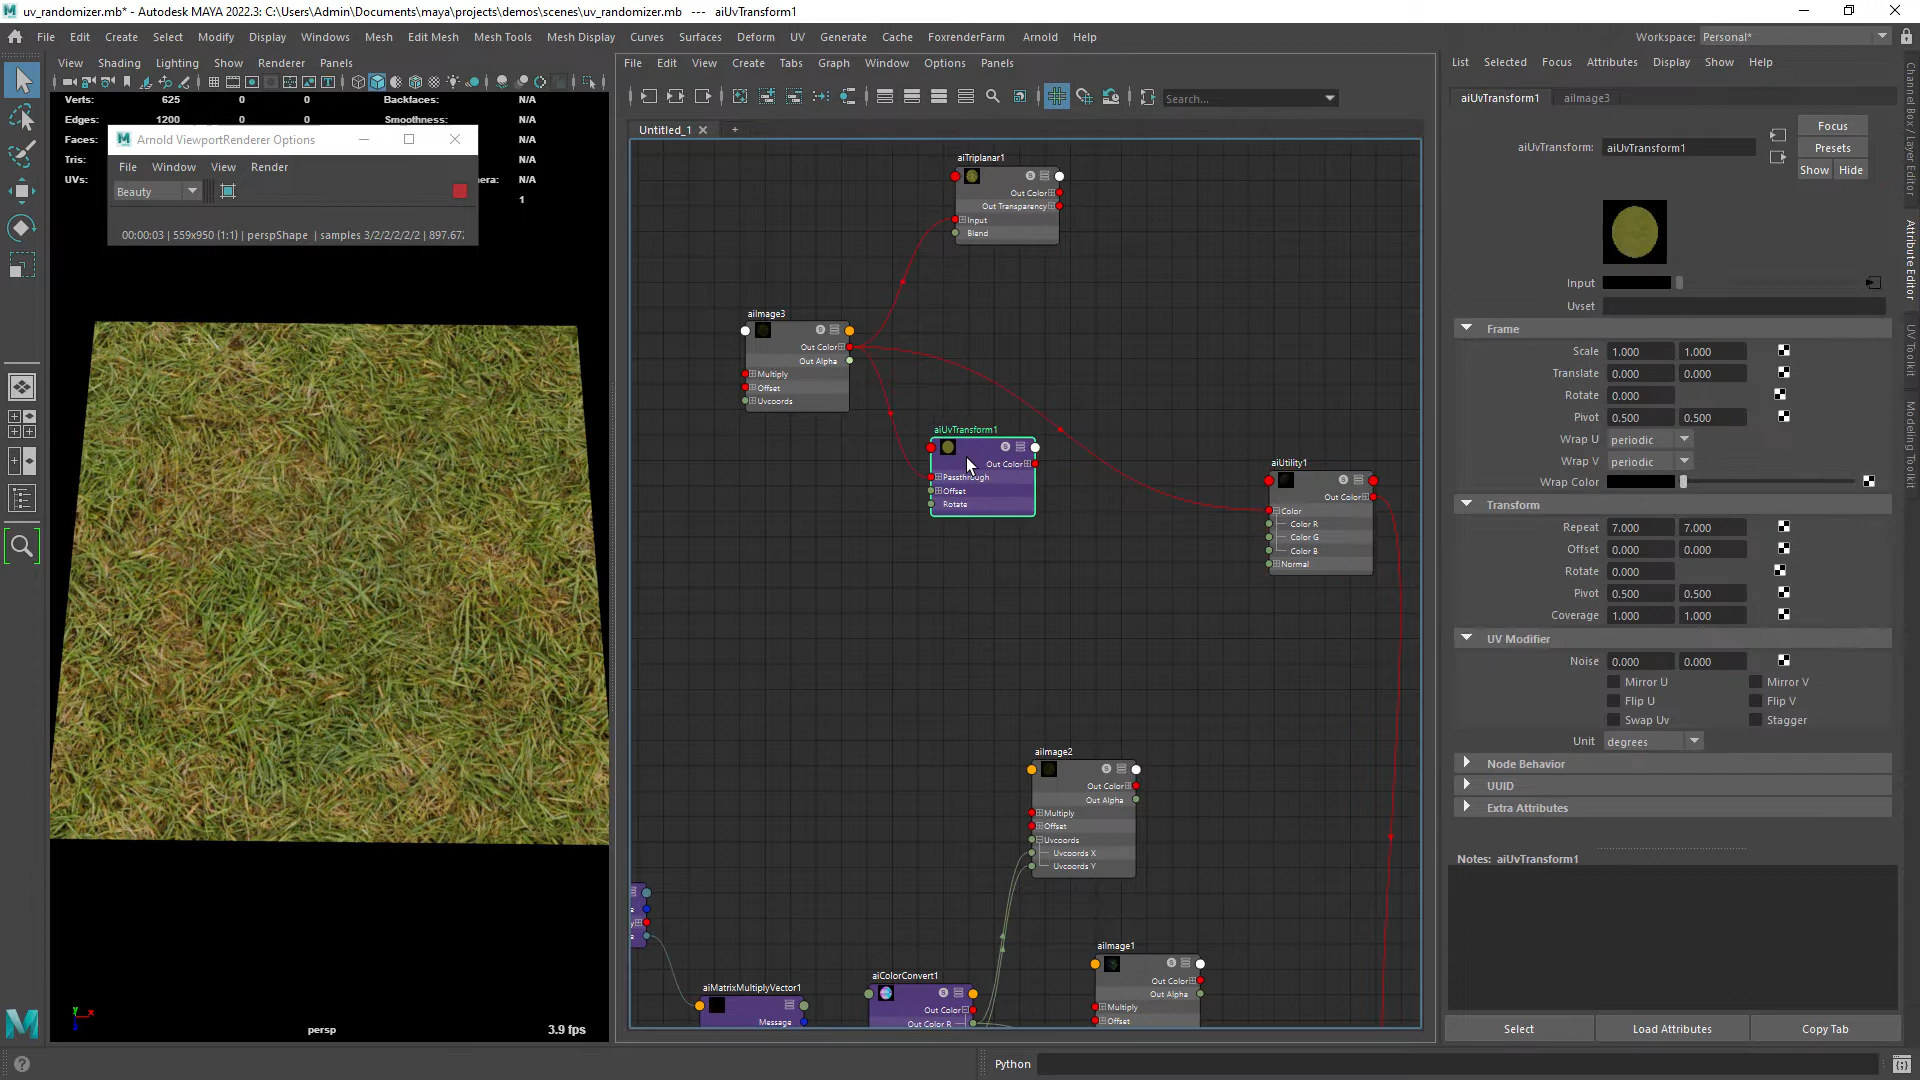 uv_randomizer.mb* - Autodesk MAYA 2022.3: C:\Users\Admin\Documents\maya\projects\demos\scenes\uv_randomizer.mb   ---   aiUvTransform1
File Edit Create Select Modify Display Windows Mesh Edit Mesh Mesh Tools Mesh Display Curves Surfaces Deform UV Generate Cache FoxrenderFarm Arnold Help
Workspace: Personal*
View Shading Lighting Show Renderer Panels
Verts: 625 0 0 Backfaces: N/A
Edges: 1200 0 0 Smoothness: N/A
Faces: N/A
Tris: N/A
UVs: era: N/A
1
Arnold ViewportRenderer Options
File Window View Render
Beauty
00:00:03 | 559x950 (1:1) | perspShape | samples 3/2/2/2/2/2 | 897.67
persp
3.9 fps
File Edit View Create Tabs Graph Window Options Panels
Search...
Untitled_1
+
aiTriplanar1
Out Color
Out Transparency
Input
Blend
aiImage3
Out Color
Out Alpha
Multiply
Offset
Uvcoords
aiUvTransform1
Out Color
Passthrough
Offset
Rotate
aiUtility1
Out Color
Color
Color R
Color G
Color B
Normal
aiImage2
Out Color
Out Alpha
Multiply
Offset
Uvcoords
Uvcoords X
Uvcoords Y
aiImage1
Out Color
Out Alpha
Multiply
Offset
aiColorConvert1
Out Color
Out Color R
aiMatrixMultiplyVector1
Message
List Selected Focus Attributes Display Show Help
aiUvTransform1 aiImage3
aiUvTransform: aiUvTransform1
Focus
Presets
Show Hide
Input
Uvset
Frame
Scale 1.000 1.000
Translate 0.000 0.000
Rotate 0.000
Pivot 0.500 0.500
Wrap U periodic
Wrap V periodic
Wrap Color
Transform
Repeat 7.000 7.000
Offset 0.000 0.000
Rotate 0.000
Pivot 0.500 0.500
Coverage 1.000 1.000
UV Modifier
Noise 0.000 0.000
Mirror U Mirror V
Flip U Flip V
Swap Uv Stagger
Unit degrees
Node Behavior
UUID
Extra Attributes
Notes: aiUvTransform1
Select Load Attributes Copy Tab
Channel Box / Layer Editor
Attribute Editor
UV Toolkit
Modeling Toolkit
Python